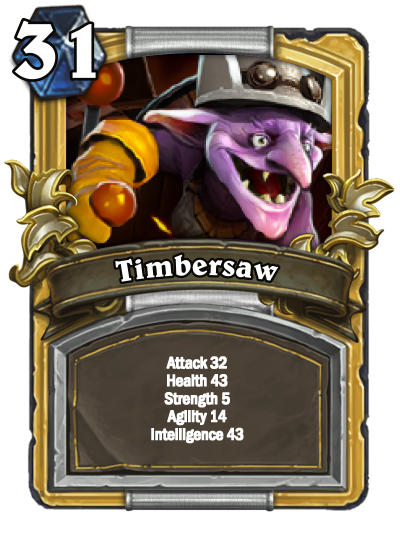 31
Timbersaw
Attack 32
Health 43
Strength 5
Agility 14
Intelligence 43